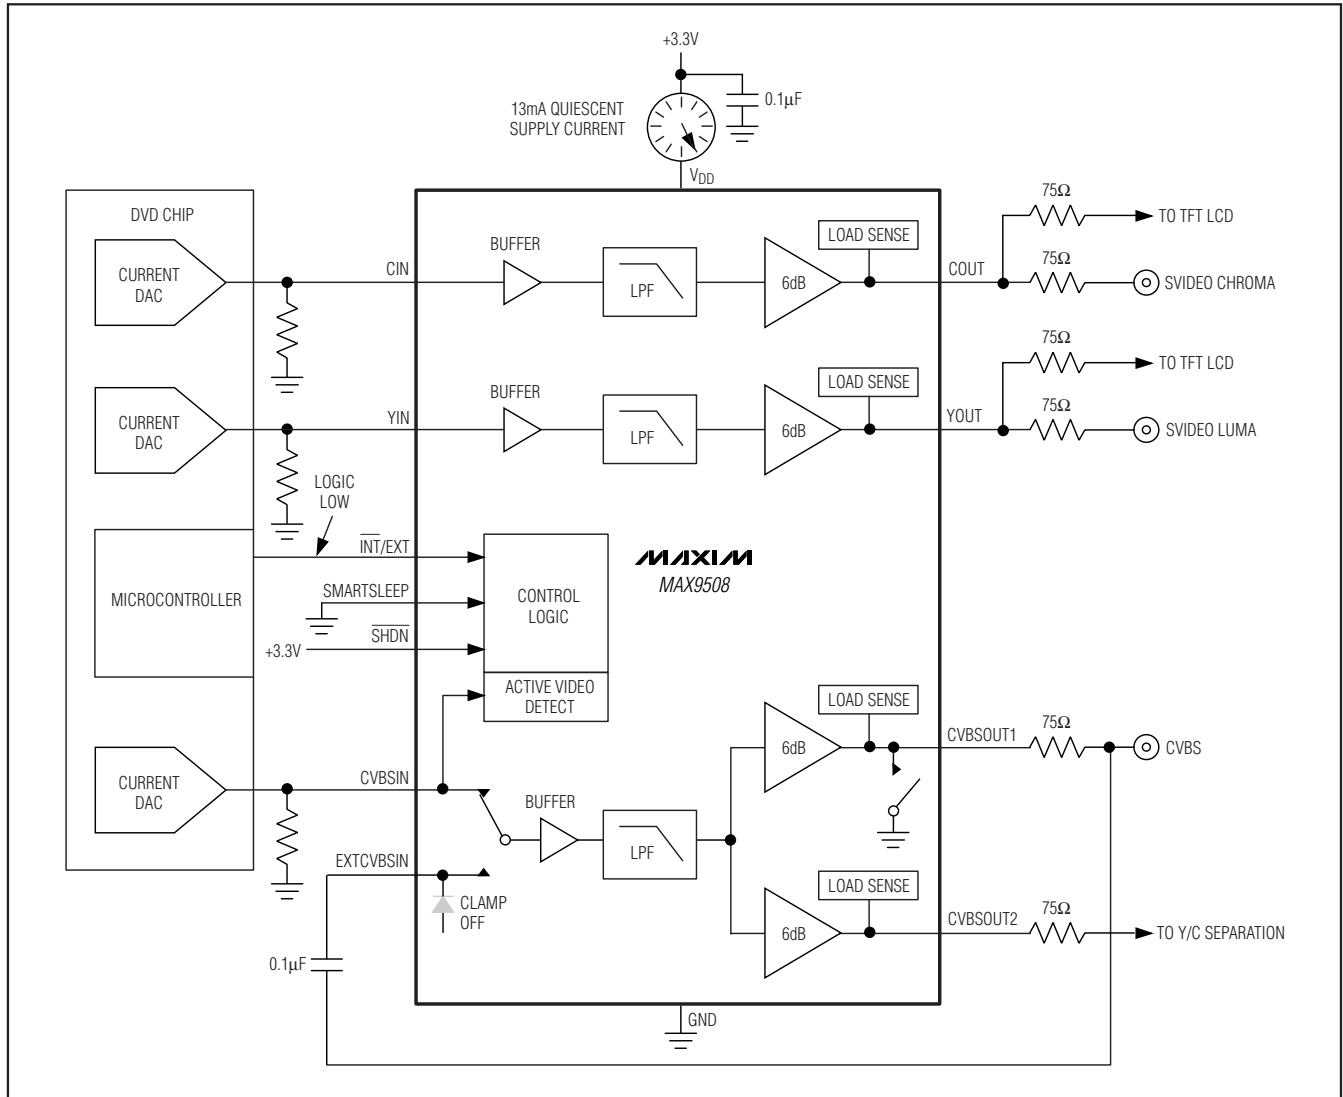 +3.3V
0.1µF
13mA QUIESCENT
SUPPLY CURRENT
VDD
DVD CHIP
CURRENT
DAC
CIN
BUFFER
LPF
6dB
LOAD SENSE
COUT
75Ω
TO TFT LCD
75Ω
SVIDEO CHROMA
CURRENT
DAC
YIN
BUFFER
LPF
6dB
LOAD SENSE
YOUT
75Ω
TO TFT LCD
75Ω
SVIDEO LUMA
LOGIC
LOW
MICROCONTROLLER
I̅N̅T̅/EXT
SMARTSLEEP
S̅H̅D̅N̅
+3.3V
CONTROL
LOGIC
ACTIVE VIDEO
DETECT
MAXIM
MAX9508
CURRENT
DAC
CVBSIN
EXTCVBSIN
CLAMP
OFF
0.1µF
BUFFER
LPF
6dB
LOAD SENSE
CVBSOUT1
75Ω
CVBS
6dB
LOAD SENSE
CVBSOUT2
75Ω
TO Y/C SEPARATION
GND